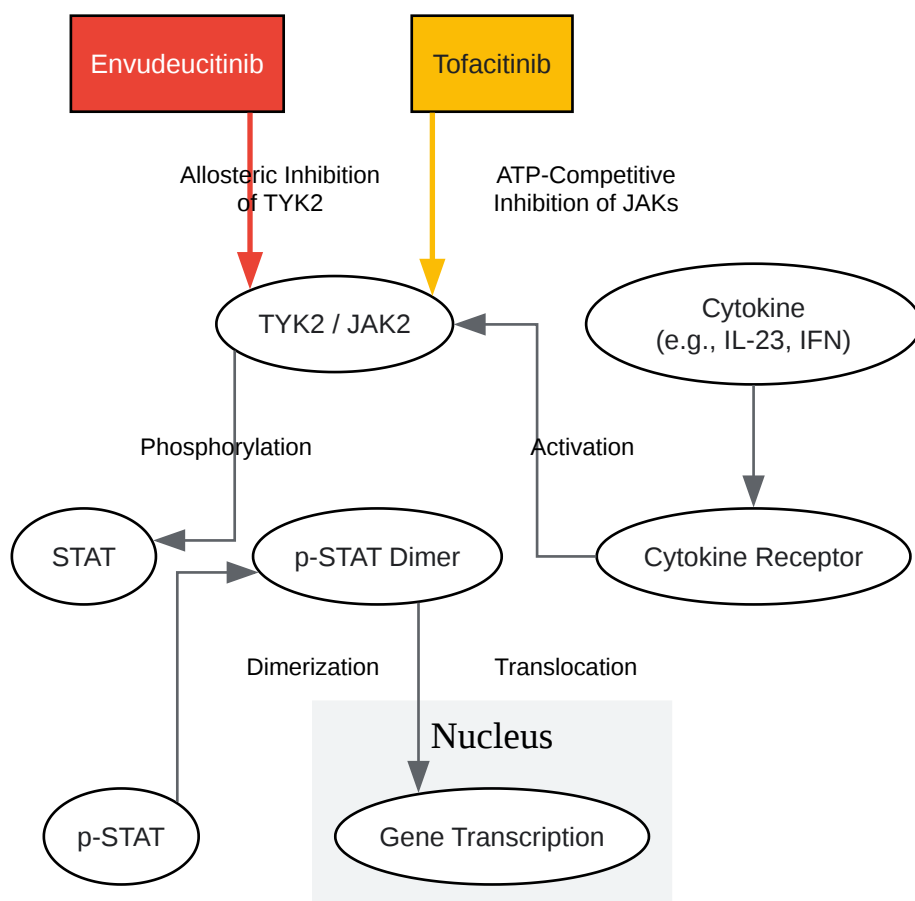 Envudeucitinib
Tofacitinib
Allosteric Inhibition
of TYK2
ATP-Competitive
Inhibition of JAKs
TYK2 / JAK2
Cytokine
(e.g., IL-23, IFN)
Phosphorylation
Activation
STAT
p-STAT Dimer
Cytokine Receptor
Dimerization
Translocation
Nucleus
p-STAT
Gene Transcription